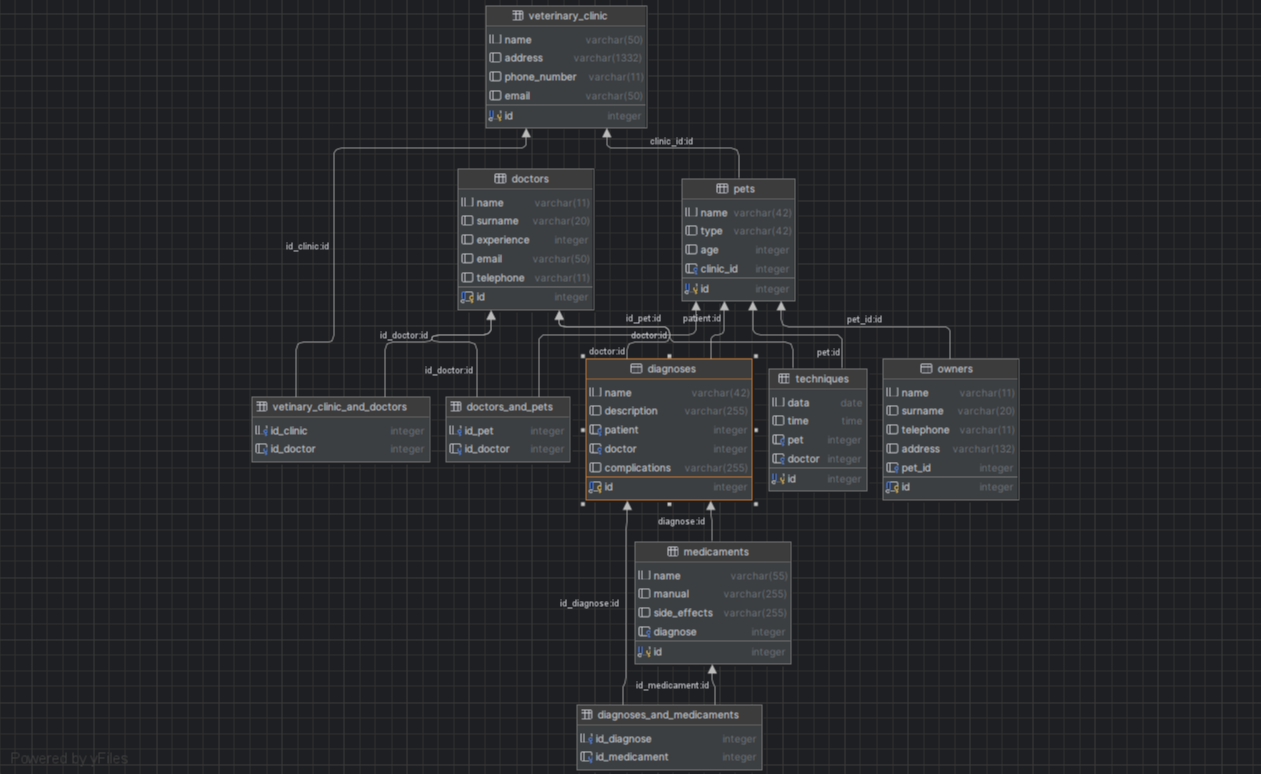 veterinary_clinic
name varchar(50)
address varchar(1332)
phone_number varchar(11)
email varchar(50)
id integer
clinic_id:id
doctors
name varchar(11)
surname varchar(20)
experience integer
email varchar(50)
telephone varchar(11)
id integer
pets
name varchar(42)
type varchar(42)
age integer
clinic_id integer
id integer
id_clinic:id
id_doctor:id
id_pet:id
patient:id
doctor:id
pet_id:id
doctor:id
pet:id
id_doctor:id
vetinary_clinic_and_doctors
id_clinic integer
id_doctor integer
doctors_and_pets
id_pet integer
id_doctor integer
diagnoses
name varchar(42)
description varchar(255)
patient integer
doctor integer
complications varchar(255)
id integer
techniques
data date
time time
pet integer
doctor integer
id integer
owners
name varchar(11)
surname varchar(20)
telephone varchar(11)
address varchar(132)
pet_id integer
id integer
diagnose:id
medicaments
name varchar(55)
manual varchar(255)
side_effects varchar(255)
diagnose integer
id integer
id_diagnose:id
id_medicament:id
diagnoses_and_medicaments
id_diagnose integer
id_medicament integer
Powered by yFiles